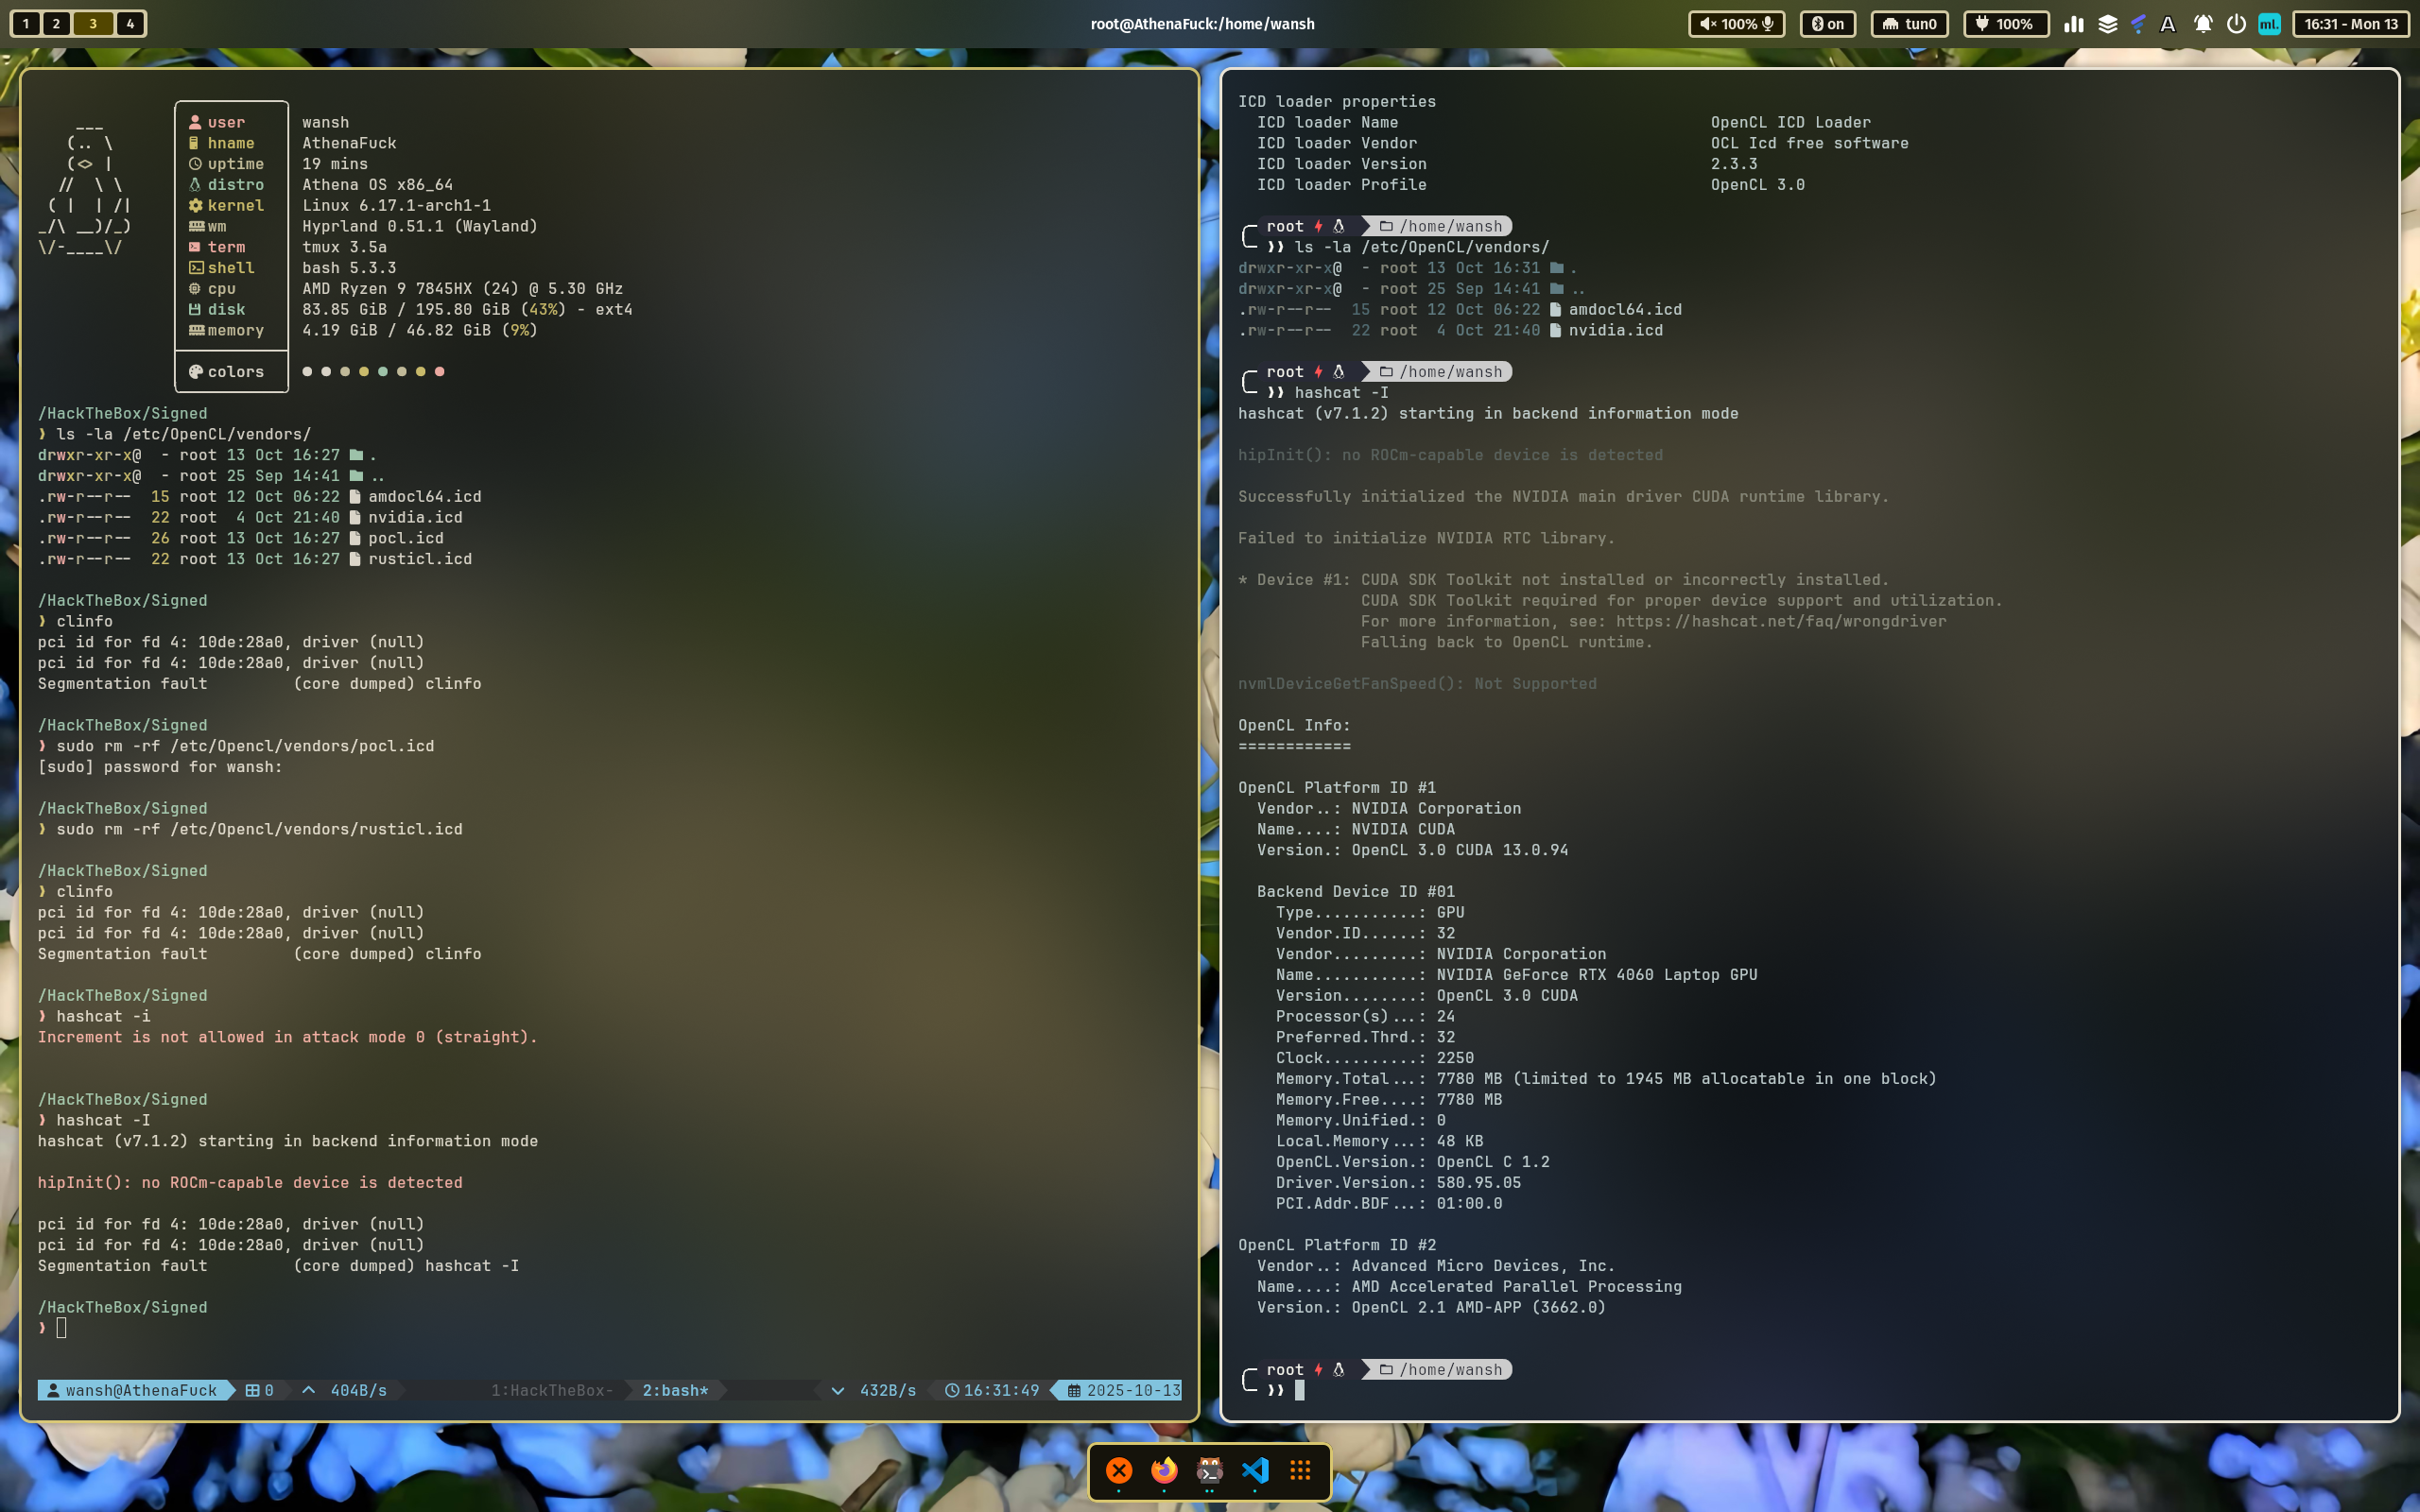 1 2 3 4
root@AthenaFuck:/home/wansh
100% on tun0 100% A ml. 16:31 - Mon 13
___
(.. \
(<> |
// \ \
( | | /|
_/\ __)/_)
\/-____\/
user wansh
hname AthenaFuck
uptime 19 mins
distro Athena OS x86_64
kernel Linux 6.17.1-arch1-1
wm Hyprland 0.51.1 (Wayland)
term tmux 3.5a
shell bash 5.3.3
cpu AMD Ryzen 9 7845HX (24) @ 5.30 GHz
disk 83.85 GiB / 195.80 GiB (43%) - ext4
memory 4.19 GiB / 46.82 GiB (9%)
colors
/HackTheBox/Signed
❱ ls -la /etc/OpenCL/vendors/
drwxr-xr-x@ - root 13 Oct 16:27 .
drwxr-xr-x@ - root 25 Sep 14:41 ..
.rw-r--r-- 15 root 12 Oct 06:22 amdocl64.icd
.rw-r--r-- 22 root 4 Oct 21:40 nvidia.icd
.rw-r--r-- 26 root 13 Oct 16:27 pocl.icd
.rw-r--r-- 22 root 13 Oct 16:27 rusticl.icd
/HackTheBox/Signed
❱ clinfo
pci id for fd 4: 10de:28a0, driver (null)
pci id for fd 4: 10de:28a0, driver (null)
Segmentation fault (core dumped) clinfo
/HackTheBox/Signed
❱ sudo rm -rf /etc/Opencl/vendors/pocl.icd
[sudo] password for wansh:
/HackTheBox/Signed
❱ sudo rm -rf /etc/Opencl/vendors/rusticl.icd
/HackTheBox/Signed
❱ clinfo
pci id for fd 4: 10de:28a0, driver (null)
pci id for fd 4: 10de:28a0, driver (null)
Segmentation fault (core dumped) clinfo
/HackTheBox/Signed
❱ hashcat -i
Increment is not allowed in attack mode 0 (straight).
/HackTheBox/Signed
❱ hashcat -I
hashcat (v7.1.2) starting in backend information mode
hipInit(): no ROCm-capable device is detected
pci id for fd 4: 10de:28a0, driver (null)
pci id for fd 4: 10de:28a0, driver (null)
Segmentation fault (core dumped) hashcat -I
/HackTheBox/Signed
❱
wansh@AthenaFuck 0 404B/s 1:HackTheBox- 2:bash* 432B/s 16:31:49 2025-10-13
ICD loader properties
ICD loader Name OpenCL ICD Loader
ICD loader Vendor OCL Icd free software
ICD loader Version 2.3.3
ICD loader Profile OpenCL 3.0
root /home/wansh
❱❱ ls -la /etc/OpenCL/vendors/
drwxr-xr-x@ - root 13 Oct 16:31 .
drwxr-xr-x@ - root 25 Sep 14:41 ..
.rw-r--r-- 15 root 12 Oct 06:22 amdocl64.icd
.rw-r--r-- 22 root 4 Oct 21:40 nvidia.icd
root /home/wansh
❱❱ hashcat -I
hashcat (v7.1.2) starting in backend information mode
hipInit(): no ROCm-capable device is detected
Successfully initialized the NVIDIA main driver CUDA runtime library.
Failed to initialize NVIDIA RTC library.
* Device #1: CUDA SDK Toolkit not installed or incorrectly installed.
CUDA SDK Toolkit required for proper device support and utilization.
For more information, see: https://hashcat.net/faq/wrongdriver
Falling back to OpenCL runtime.
nvmlDeviceGetFanSpeed(): Not Supported
OpenCL Info:
============
OpenCL Platform ID #1
Vendor..: NVIDIA Corporation
Name....: NVIDIA CUDA
Version.: OpenCL 3.0 CUDA 13.0.94
Backend Device ID #01
Type...........: GPU
Vendor.ID......: 32
Vendor.........: NVIDIA Corporation
Name...........: NVIDIA GeForce RTX 4060 Laptop GPU
Version........: OpenCL 3.0 CUDA
Processor(s)...: 24
Preferred.Thrd.: 32
Clock..........: 2250
Memory.Total...: 7780 MB (limited to 1945 MB allocatable in one block)
Memory.Free....: 7780 MB
Memory.Unified.: 0
Local.Memory...: 48 KB
OpenCL.Version.: OpenCL C 1.2
Driver.Version.: 580.95.05
PCI.Addr.BDF...: 01:00.0
OpenCL Platform ID #2
Vendor..: Advanced Micro Devices, Inc.
Name....: AMD Accelerated Parallel Processing
Version.: OpenCL 2.1 AMD-APP (3662.0)
root /home/wansh
❱❱